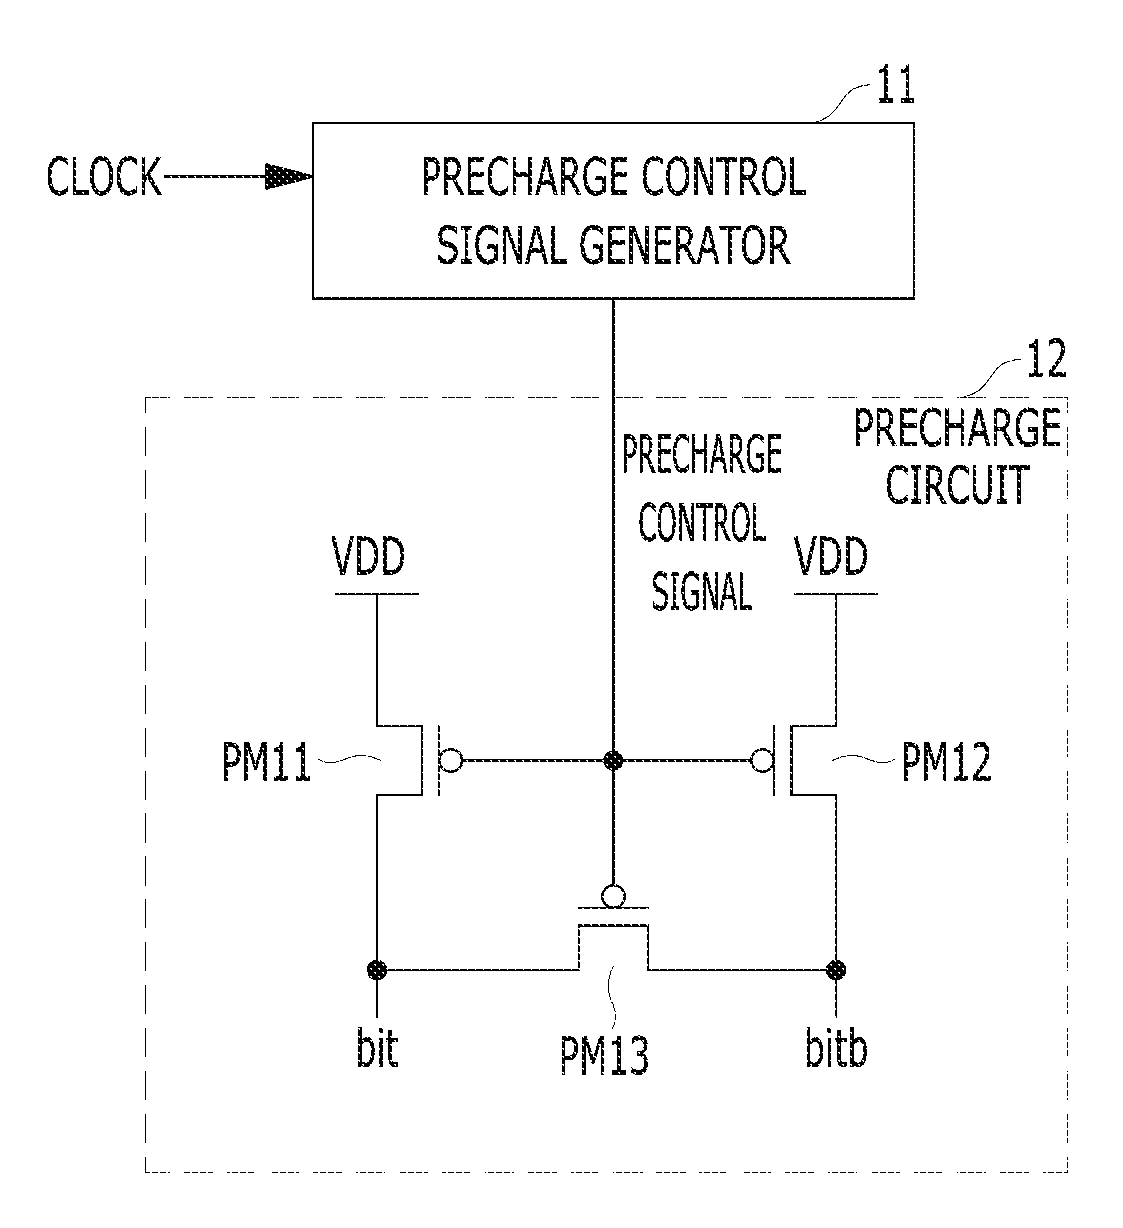 11
CLOCK
PRECHARGE CONTROL
SIGNAL GENERATOR
12
PRECHARGE
CIRCUIT
PRECHARGE
CONTROL
SIGNAL
VDD
VDD
PM11
PM12
bit
PM13
bitb